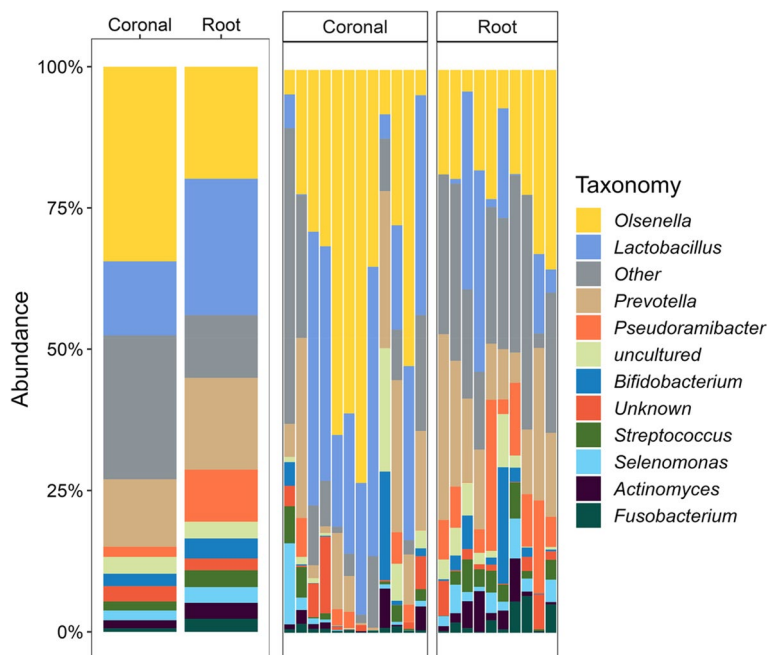 Coronal Root
Coronal Root
100%
75%
50%
25%
0%
Abundance
Taxonomy
Olsenella
Lactobacillus
Other
Prevotella
Pseudoramibacter
uncultured
Bifidobacterium
Unknown
Streptococcus
Selenomonas
Actinomyces
Fusobacterium